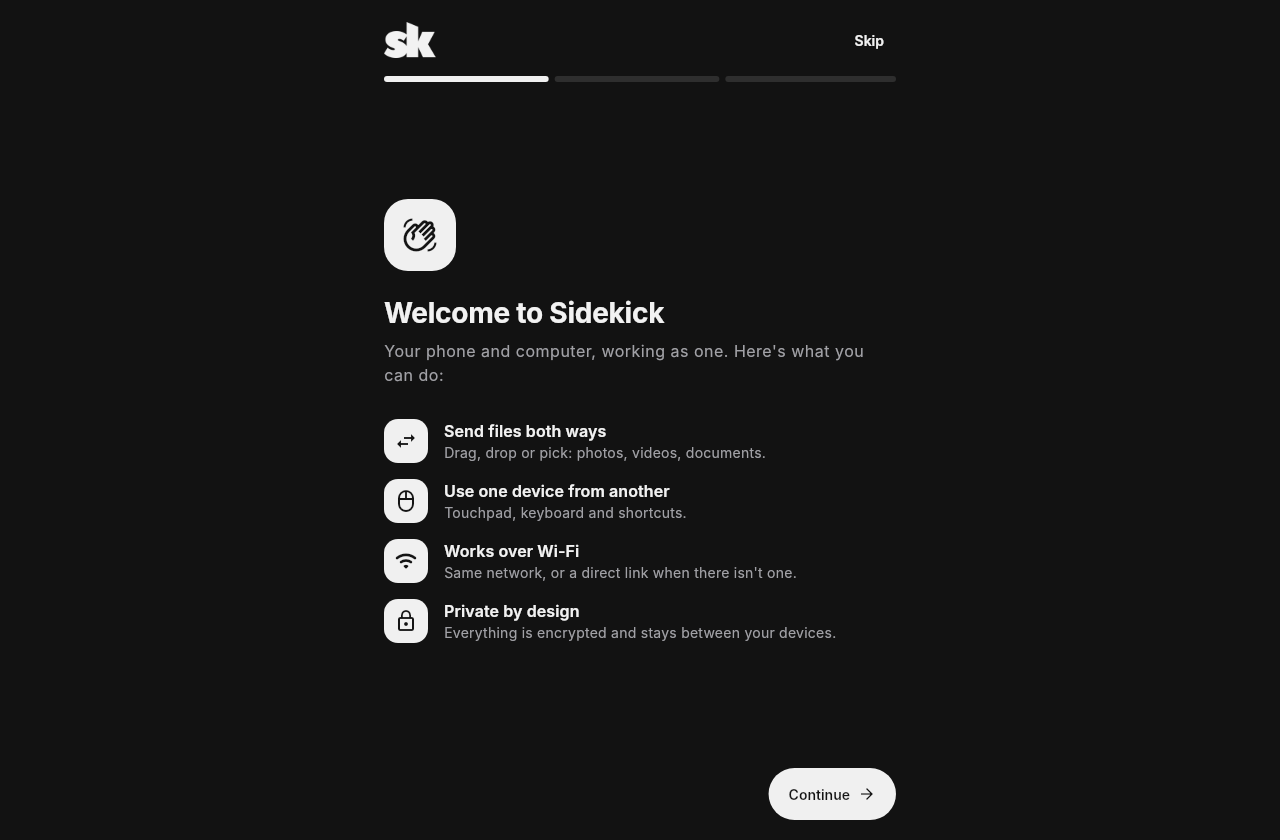 sk
Skip
Welcome to Sidekick
Your phone and computer, working as one. Here's what you
can do:
Send files both ways
Drag, drop or pick: photos, videos, documents.
Use one device from another
Touchpad, keyboard and shortcuts.
Works over Wi-Fi
Same network, or a direct link when there isn't one.
Private by design
Everything is encrypted and stays between your devices.
Continue